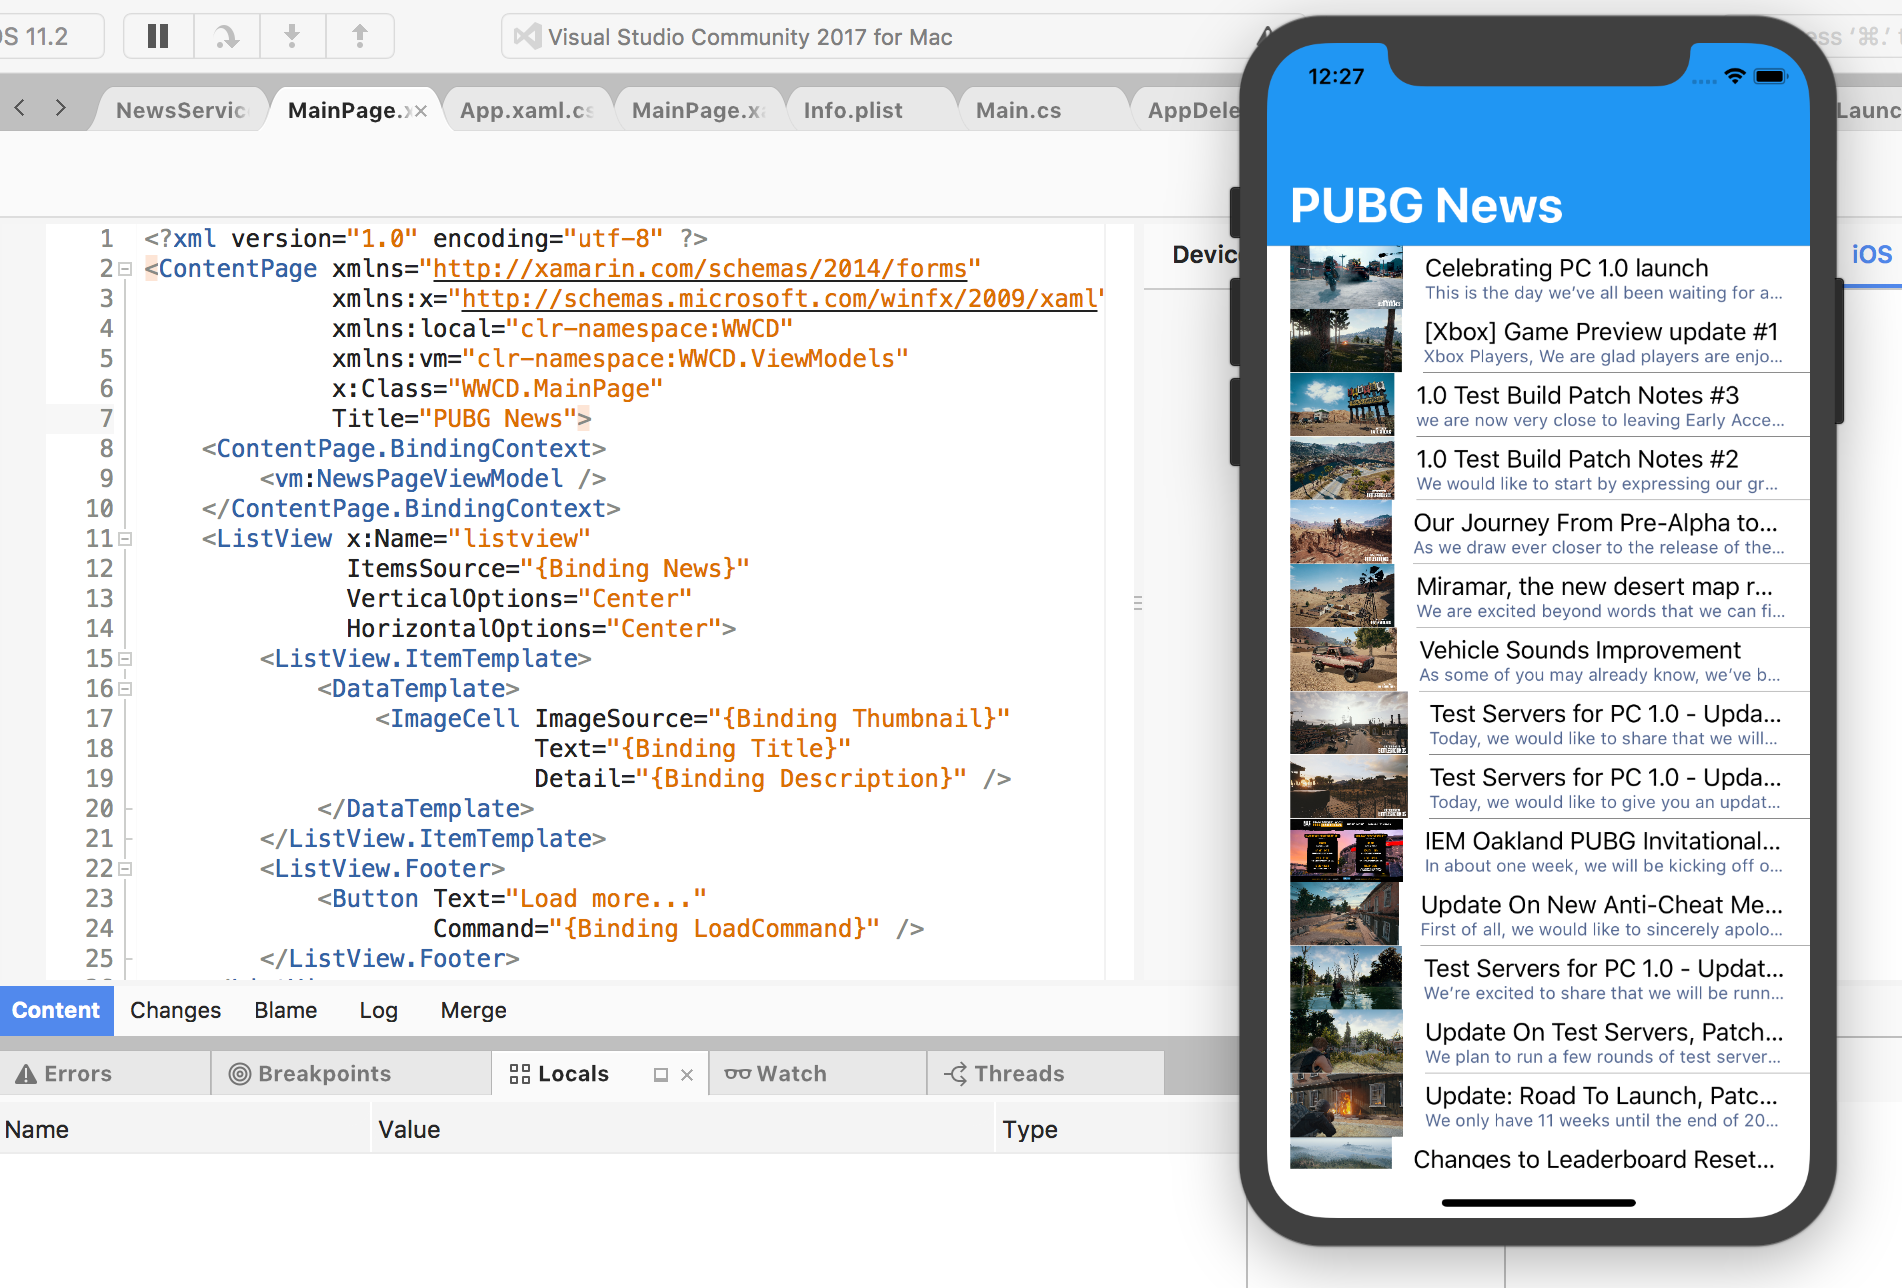 OS 11.2
Visual Studio Community 2017 for Mac
ess ‘⌘.’ t
NewsServic
MainPage.x
App.xaml.cs
MainPage.xa
Info.plist
Main.cs
AppDele
Launc
1 <?xml version="1.0" encoding="utf-8" ?>
2 <ContentPage xmlns="http://xamarin.com/schemas/2014/forms"
3 xmlns:x="http://schemas.microsoft.com/winfx/2009/xaml"
4 xmlns:local="clr-namespace:WWCD"
5 xmlns:vm="clr-namespace:WWCD.ViewModels"
6 x:Class="WWCD.MainPage"
7 Title="PUBG News">
8 <ContentPage.BindingContext>
9 <vm:NewsPageViewModel />
10 </ContentPage.BindingContext>
11 <ListView x:Name="listview"
12 ItemsSource="{Binding News}"
13 VerticalOptions="Center"
14 HorizontalOptions="Center">
15 <ListView.ItemTemplate>
16 <DataTemplate>
17 <ImageCell ImageSource="{Binding Thumbnail}"
18 Text="{Binding Title}"
19 Detail="{Binding Description}" />
20 </DataTemplate>
21 </ListView.ItemTemplate>
22 <ListView.Footer>
23 <Button Text="Load more..."
24 Command="{Binding LoadCommand}" />
25 </ListView.Footer>
Devic
iOS
Content
Changes
Blame
Log
Merge
Errors
Breakpoints
Locals
Watch
Threads
Name
Value
Type
12:27
PUBG News
Celebrating PC 1.0 launch
This is the day we’ve all been waiting for a...
[Xbox] Game Preview update #1
Xbox Players, We are glad players are enjo...
1.0 Test Build Patch Notes #3
we are now very close to leaving Early Acce...
1.0 Test Build Patch Notes #2
We would like to start by expressing our gr...
Our Journey From Pre-Alpha to...
As we draw ever closer to the release of the...
Miramar, the new desert map r...
We are excited beyond words that we can fi...
Vehicle Sounds Improvement
As some of you may already know, we’ve b...
Test Servers for PC 1.0 - Upda...
Today, we would like to share that we will...
Test Servers for PC 1.0 - Upda...
Today, we would like to give you an updat...
IEM Oakland PUBG Invitational...
In about one week, we will be kicking off o...
Update On New Anti-Cheat Me...
First of all, we would like to sincerely apolo...
Test Servers for PC 1.0 - Updat...
We’re excited to share that we will be runn...
Update On Test Servers, Patch...
We plan to run a few rounds of test server...
Update: Road To Launch, Patc...
We only have 11 weeks until the end of 20...
Changes to Leaderboard Reset...